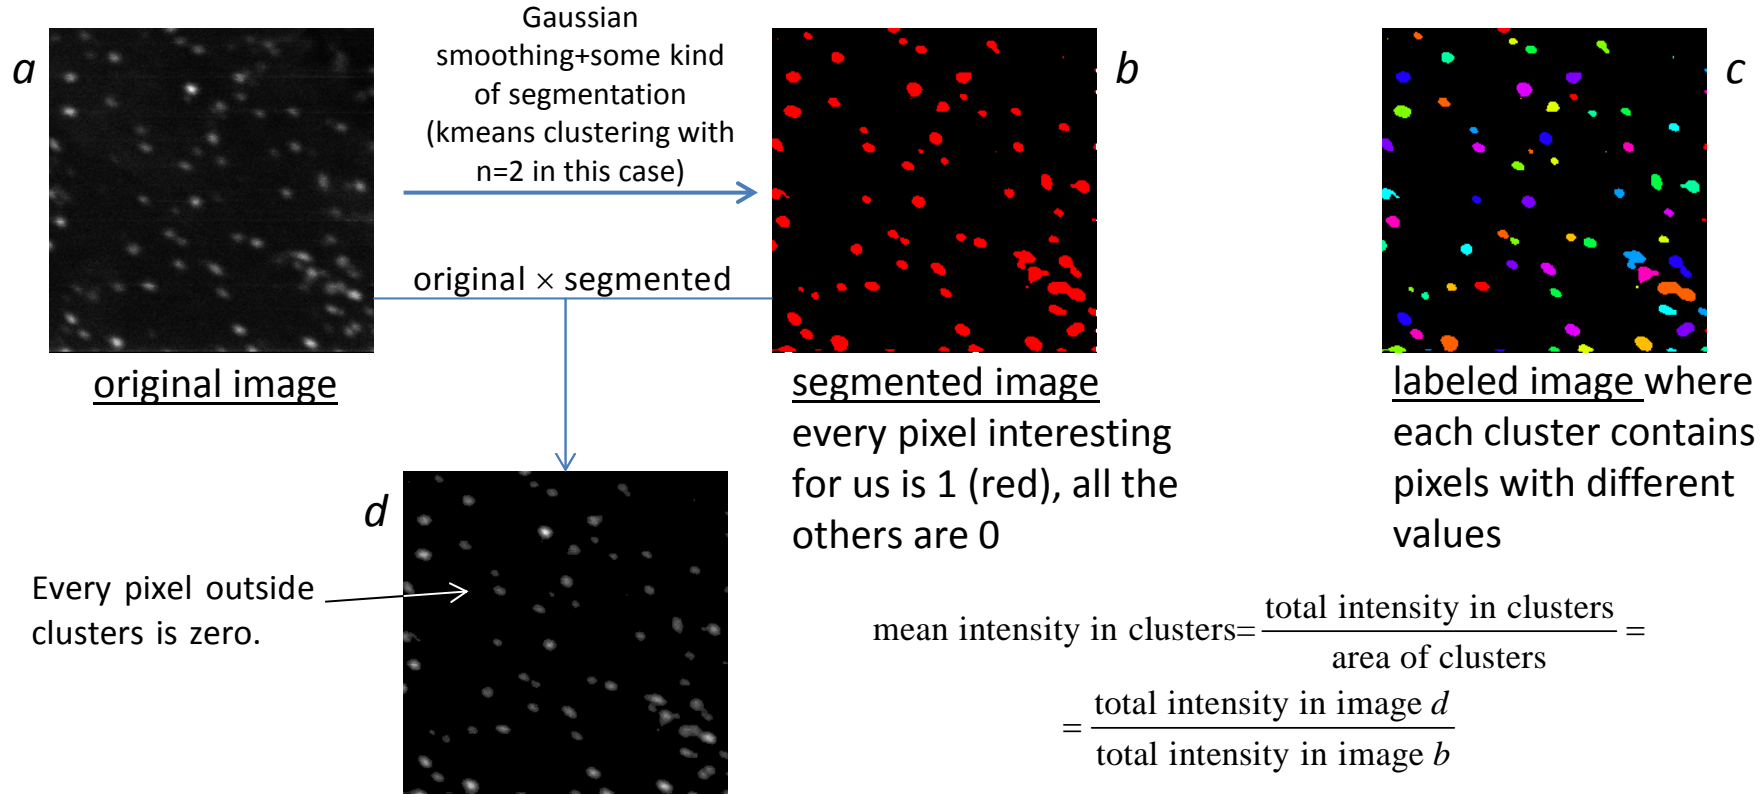 a
Gaussian
smoothing+some kind
of segmentation
(kmeans clustering with
n=2 in this case)
b
c
original × segmented
original image
segmented image
every pixel interesting
for us is 1 (red), all the
others are 0
labeled image where
each cluster contains
pixels with different
values
d
Every pixel outside
clusters is zero.
mean intensity in clusters= total intensity in clusters =
area of clusters
= total intensity in image d
total intensity in image b